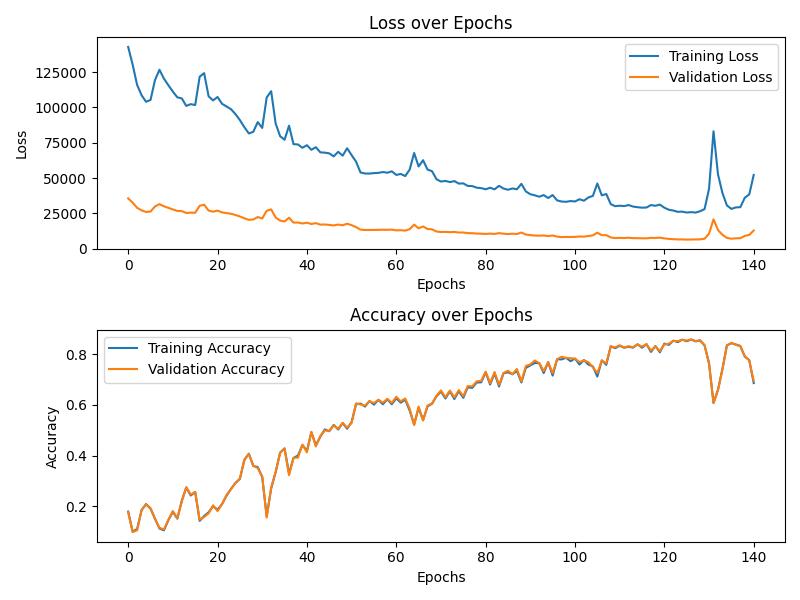 Loss over Epochs
Loss
125000
100000
75000
50000
25000
0
Training Loss
Validation Loss
0 20 40 60 80 100 120 140
Epochs
Accuracy over Epochs
Accuracy
0.8
0.6
0.4
0.2
Training Accuracy
Validation Accuracy
0 20 40 60 80 100 120 140
Epochs